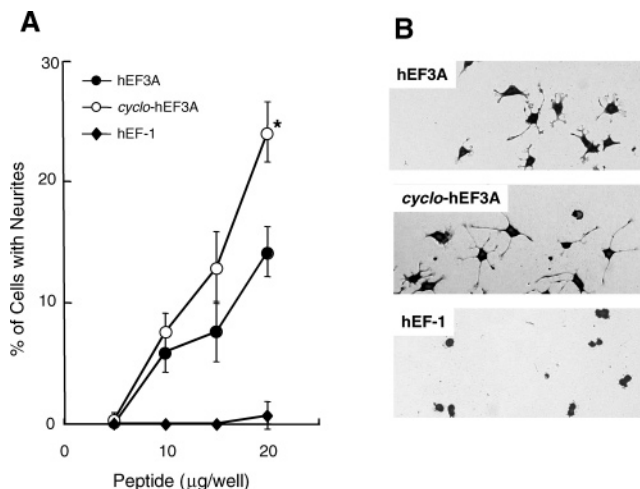 A
hEF3A
cyclo-hEF3A
hEF-1
% of Cells with Neurites
30
20
10
0
*
0
10
20
Peptide (μg/well)
B
hEF3A
cyclo-hEF3A
hEF-1